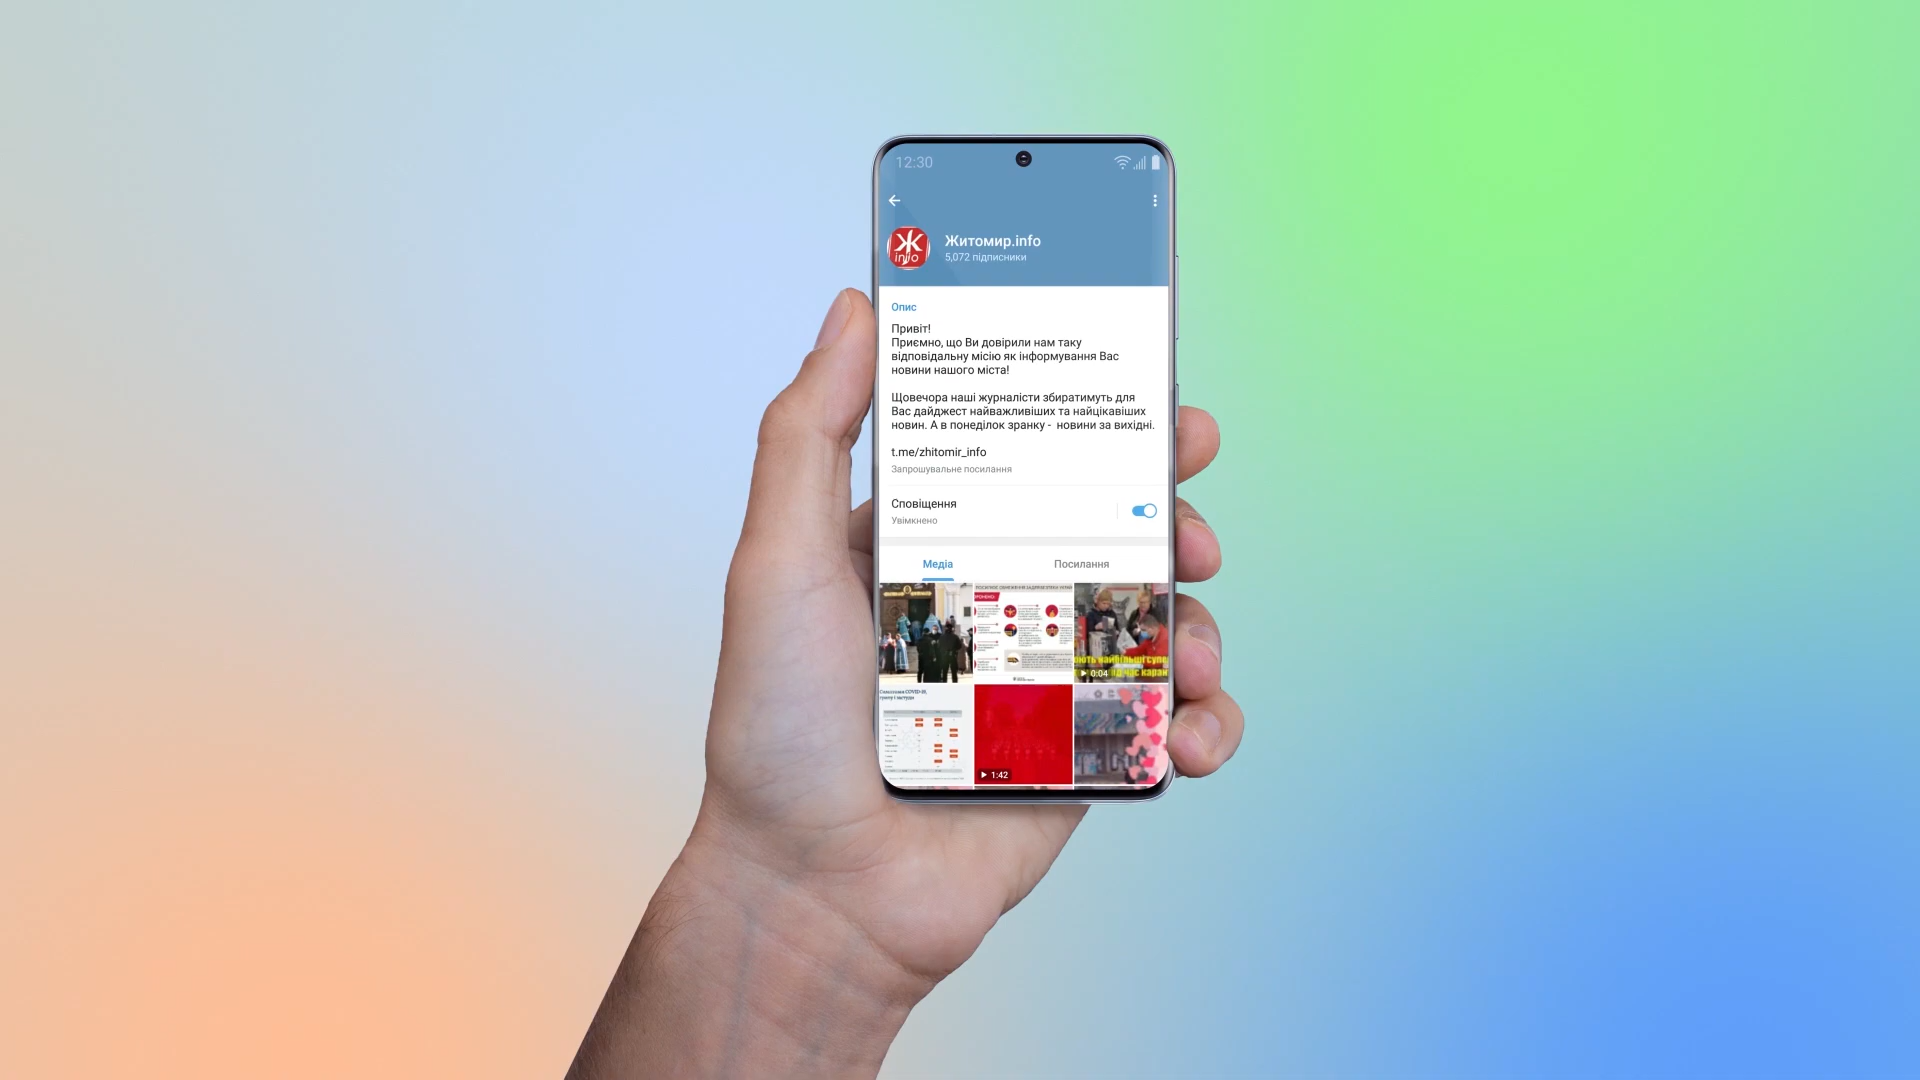 12:30
Житомир.info
5,072 підписники
Ж
info
Опис
Привіт!
Приємно, що Ви довірили нам таку
відповідальну місію як інформування Вас
новини нашого міста!
Щовечора наші журналісти збиратимуть для
Вас дайджест найважливіших та найцікавіших
новин. А в понеділок зранку - новини за вихідні.
t.me/zhitomir_info
Запрошувальне посилання
Сповіщення
Увімкнено
Медіа
Посилання
0:04
1:42